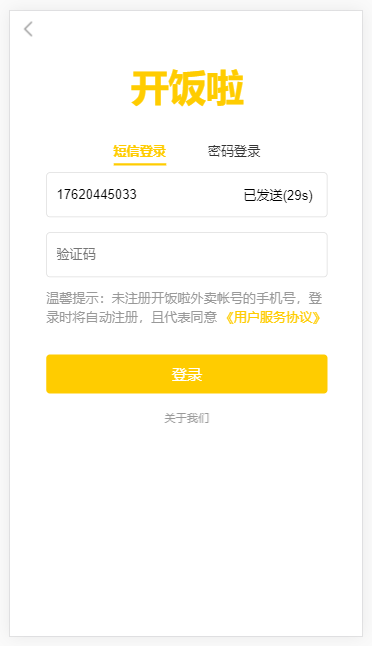 开饭啦
短信登录 密码登录
17620445033 已发送(29s)
验证码
温馨提示：未注册开饭啦外卖帐号的手机号，登
录时将自动注册，且代表同意《用户服务协议》
登录
关于我们